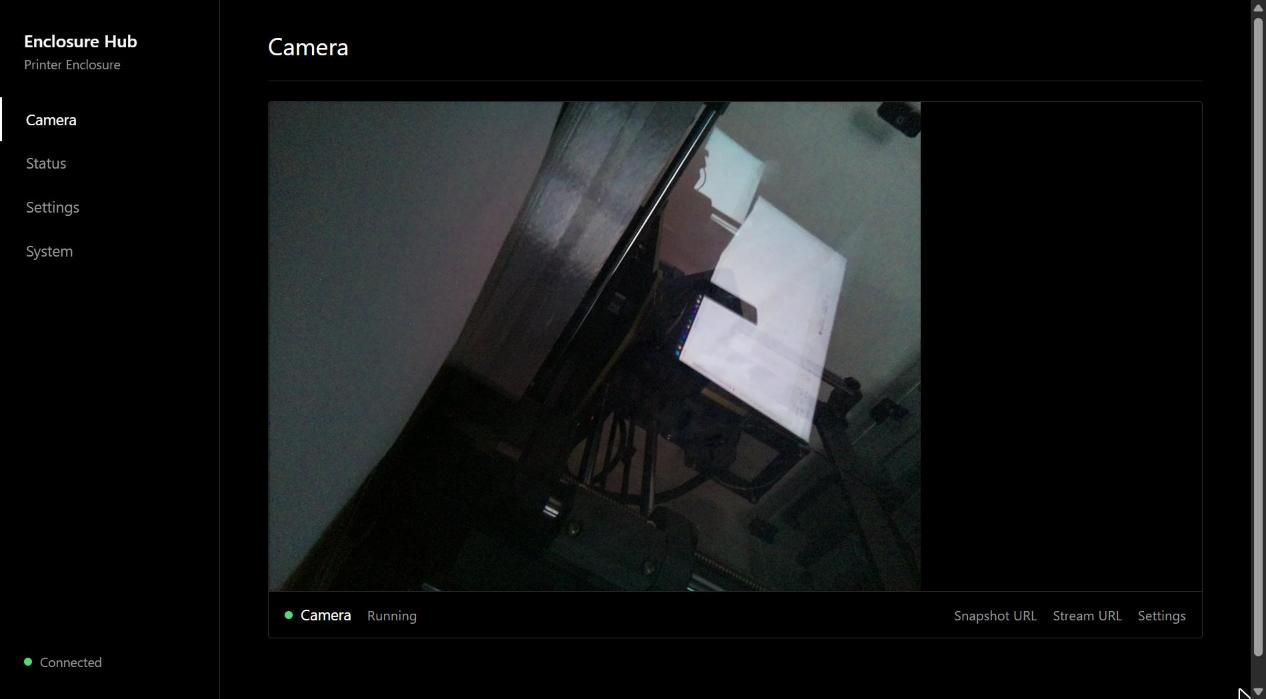 Enclosure Hub
Printer Enclosure
Camera
Status
Settings
System
Connected
Camera
Camera Running
Snapshot URL Stream URL Settings